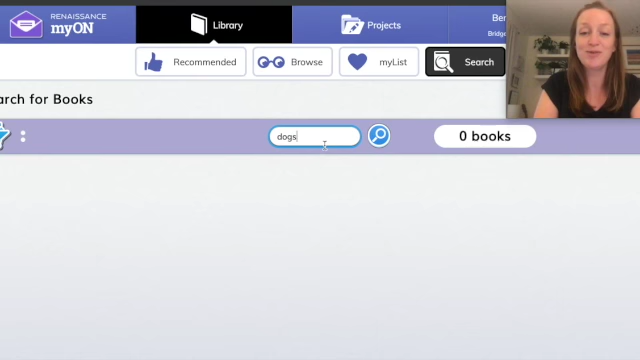 RENAISSANCE
myON
Library
Projects
Ber
Bridge
Recommended
Browse
myList
Search
arch for Books
dogs
0 books